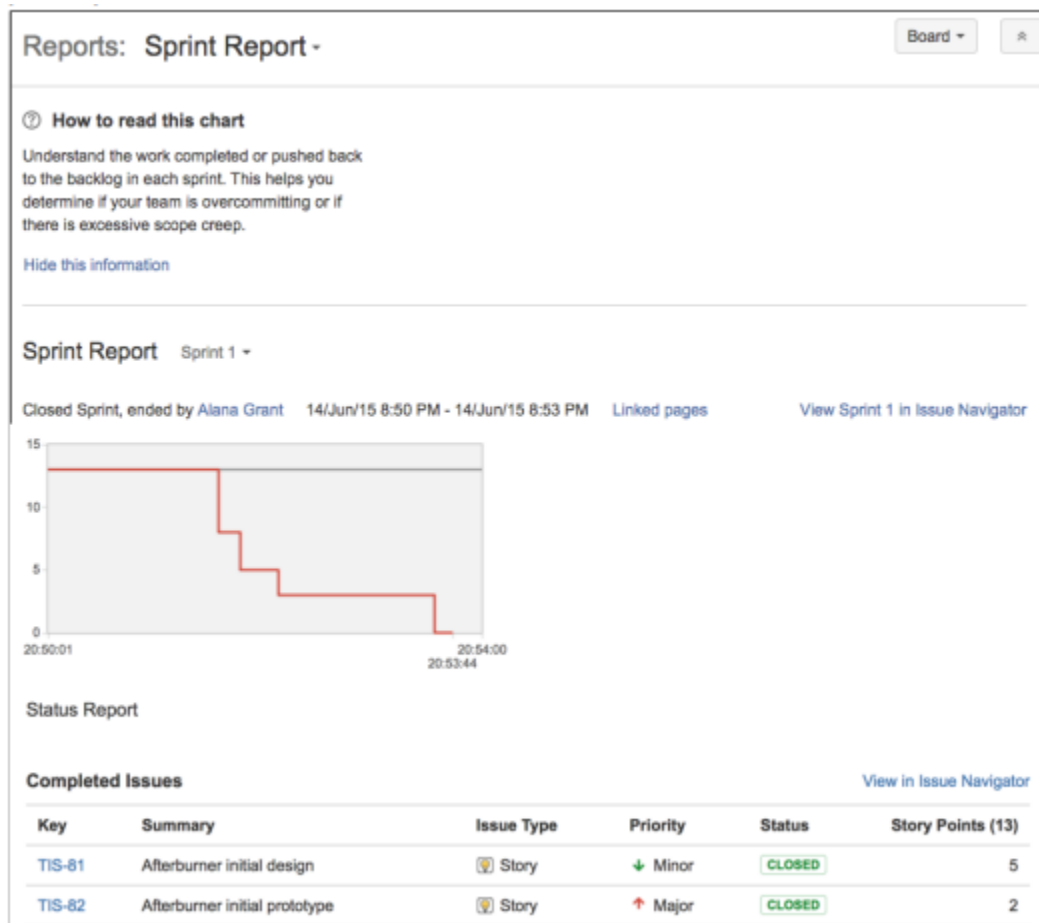 Reports: Sprint Report
Board
How to read this chart
Understand the work completed or pushed back
to the backlog in each sprint. This helps you
determine if your team is overcommitting or if
there is excessive scope creep.
Hide this information
Sprint Report Sprint 1
Closed Sprint, ended by Alana Grant 14/Jun/15 8:50 PM - 14/Jun/15 8:53 PM Linked pages View Sprint 1 in Issue Navigator
15
10
5
0
20:50:01 20:54:00
20:53:44
Status Report
Completed Issues View in Issue Navigator
Key Summary Issue Type Priority Status Story Points (13)
TIS-81 Afterburner initial design Story Minor CLOSED 5
TIS-82 Afterburner initial prototype Story Major CLOSED 2